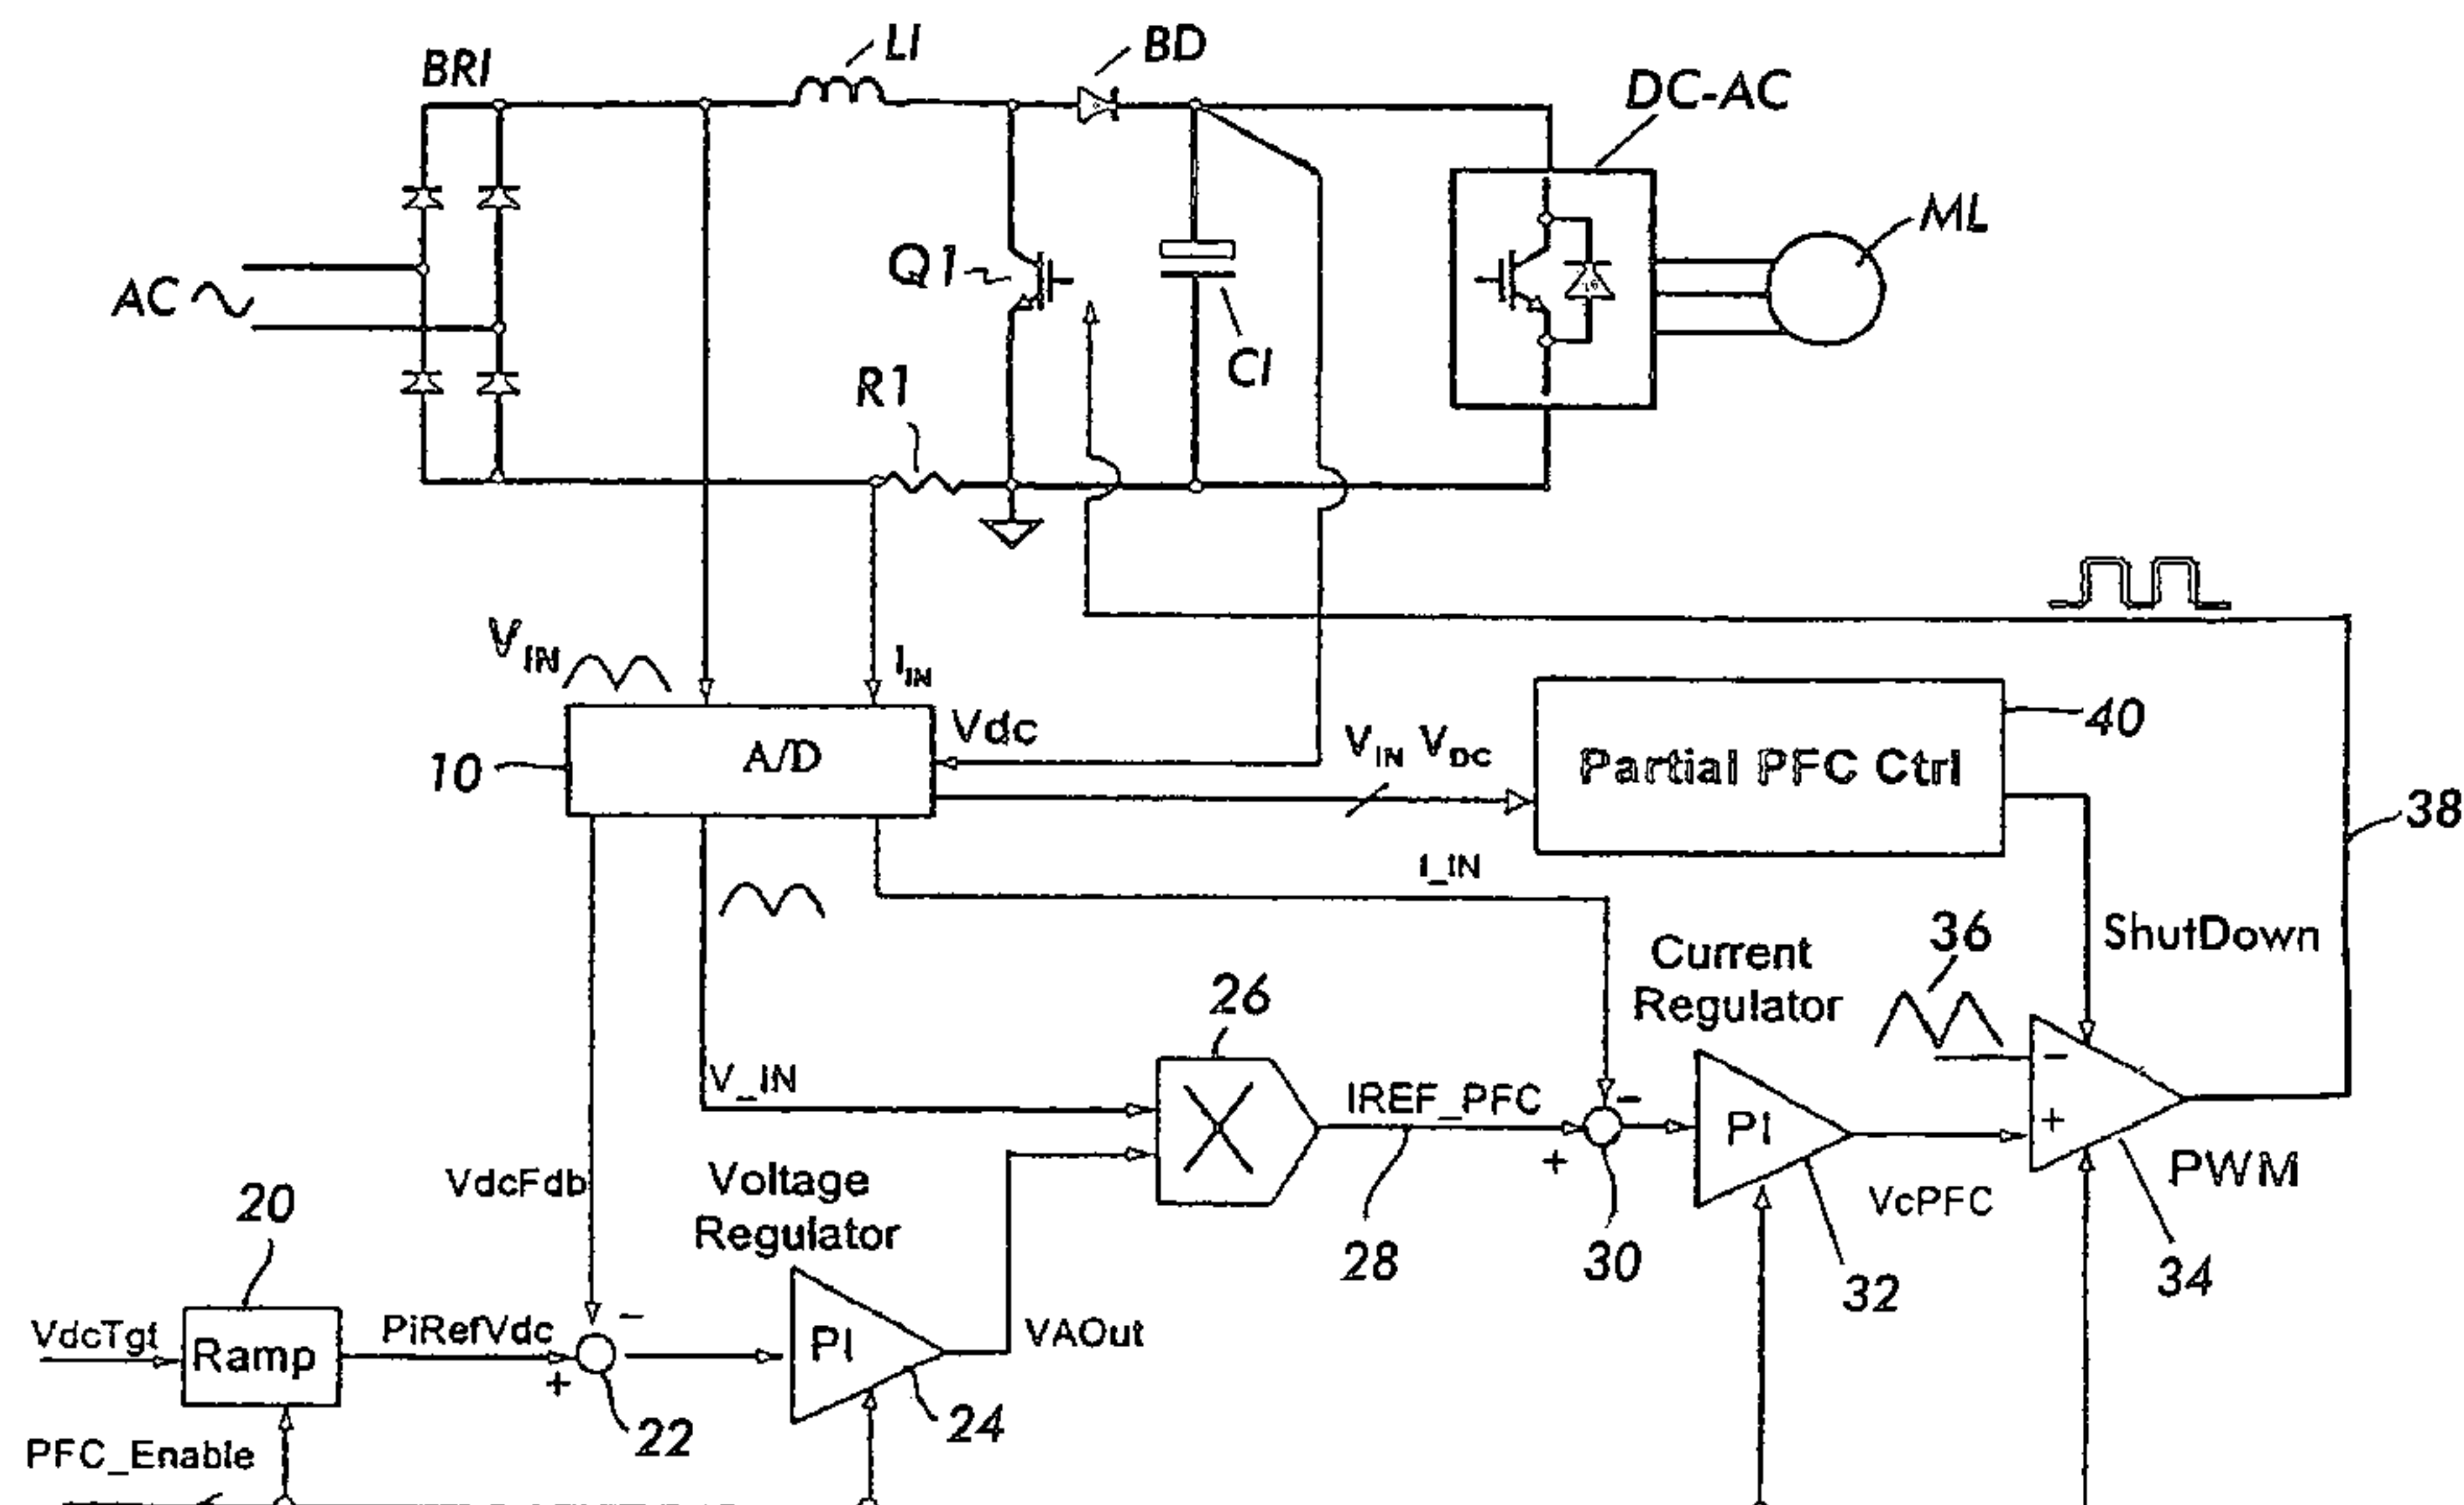 LI
BD
BRI
DC-AC
ML
Q1
AC
CI
R1
VIN
IIN
Vdc
VIN VDC
40
10
A/D
Partial PFC Ctrl
38
I_IN
ShutDown
36
Current
Regulator
26
V_IN
IREF_PFC
-
+
-
+
PI
PWM
VcPFC
VdcFdb
Voltage
Regulator
20
28
30
32
34
VdcTgt
Ramp
PiRefVdc
-
+
PI
VAOut
22
24
PFC_Enable